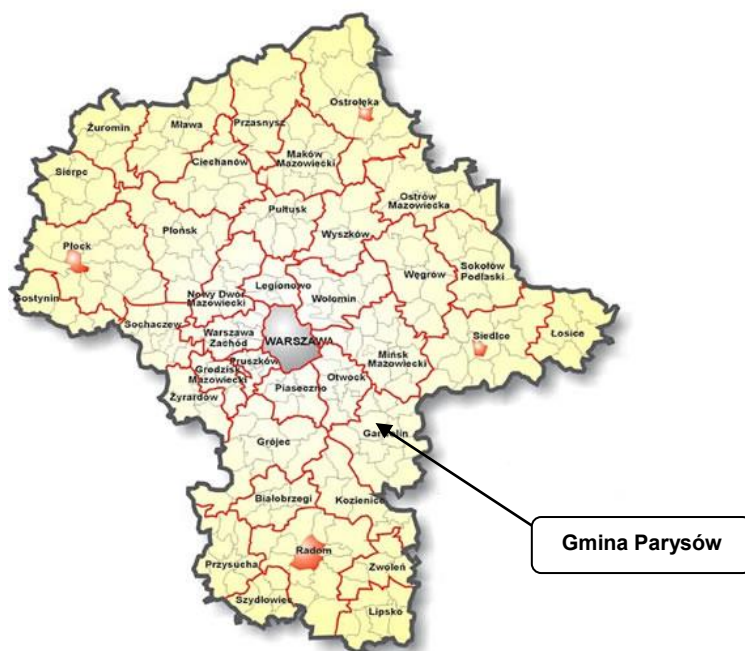 Ostrołęka
Żuromin
Mława
Przasnysz
Ciechanów
Maków
Mazowiecki
Sierpc
Ostrów
Mazowiecka
Pułtusk
Płońsk
Wyszków
Płock
Węgrów
Sokołów
Podlaski
Legionowo
Nowy Dwór
Mazowiecki
Wołomin
Gostynin
Sochaczew
Warszawa
Zachód
WARSZAWA
Siedlce
Łosice
Mińsk
Mazowiecki
Pruszków
Grodzisk
Mazowiecki
Otwock
Piaseczno
Żyrardów
Garwolin
Grójec
Białobrzegi
Kozienice
Gmina Parysów
Radom
Przysucha
Zwoleń
Szydłowiec
Lipsko